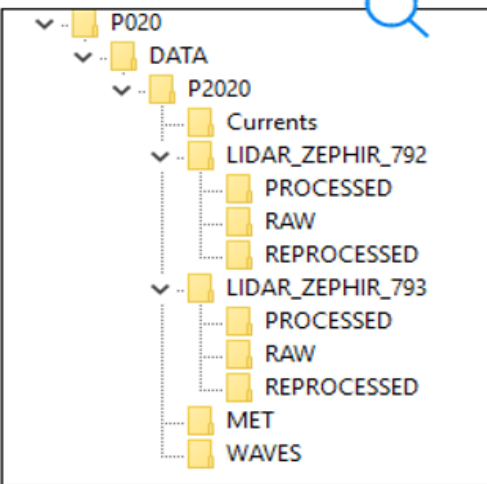 P020
DATA
P2020
Currents
LIDAR_ZEPHIR_792
PROCESSED
RAW
REPROCESSED
LIDAR_ZEPHIR_793
PROCESSED
RAW
REPROCESSED
MET
WAVES